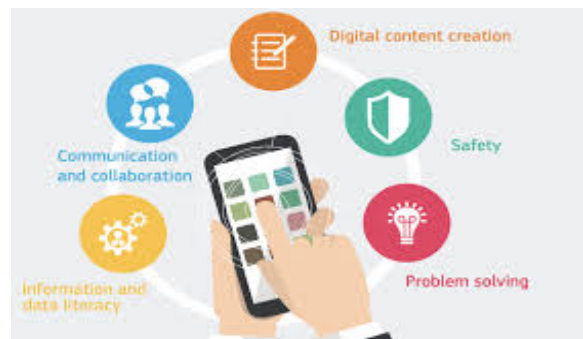 Digital content creation
Communication
and collaboration
Safety
Information and
data literacy
Problem solving